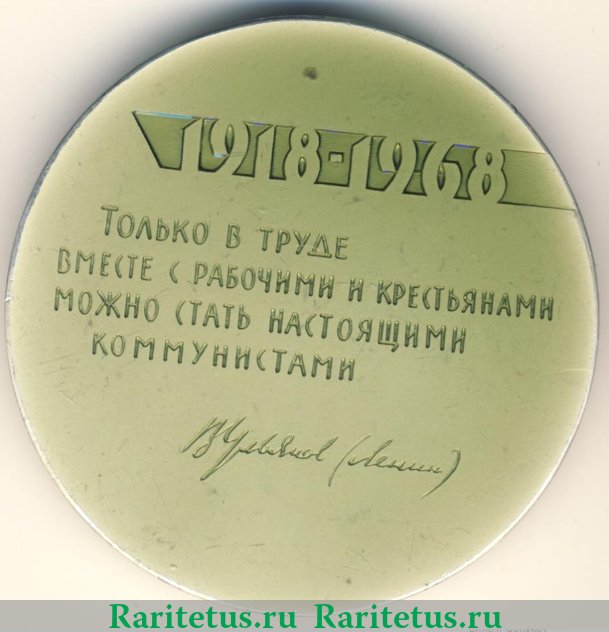 1918-1968
Только в труде
вместе с рабочими и крестьянами
можно стать настоящими
коммунистами
В Ульянов (Ленин)
Raritetus.ru Raritetus.ru